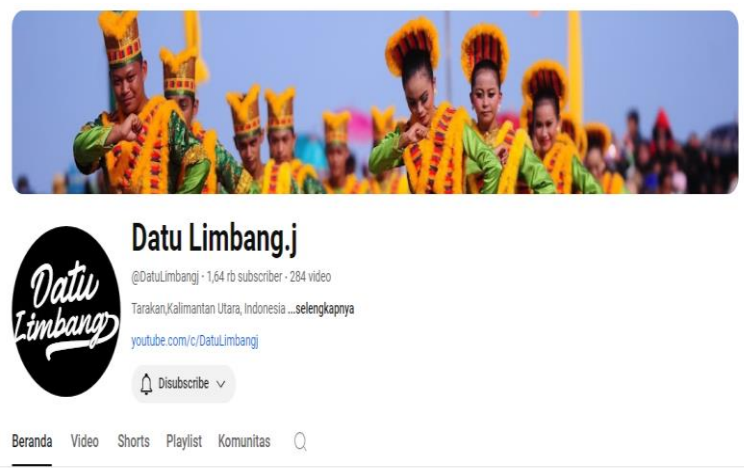 Datu Limbang.j
Datu
Limbang
@DatuLimbangj - 1,64 rb subscriber - 284 video
Tarakan,Kalimantan Utara, Indonesia ...selengkapnya
youtube.com/c/DatuLimbangj
Disubscribe
Beranda Video Shorts Playlist Komunitas